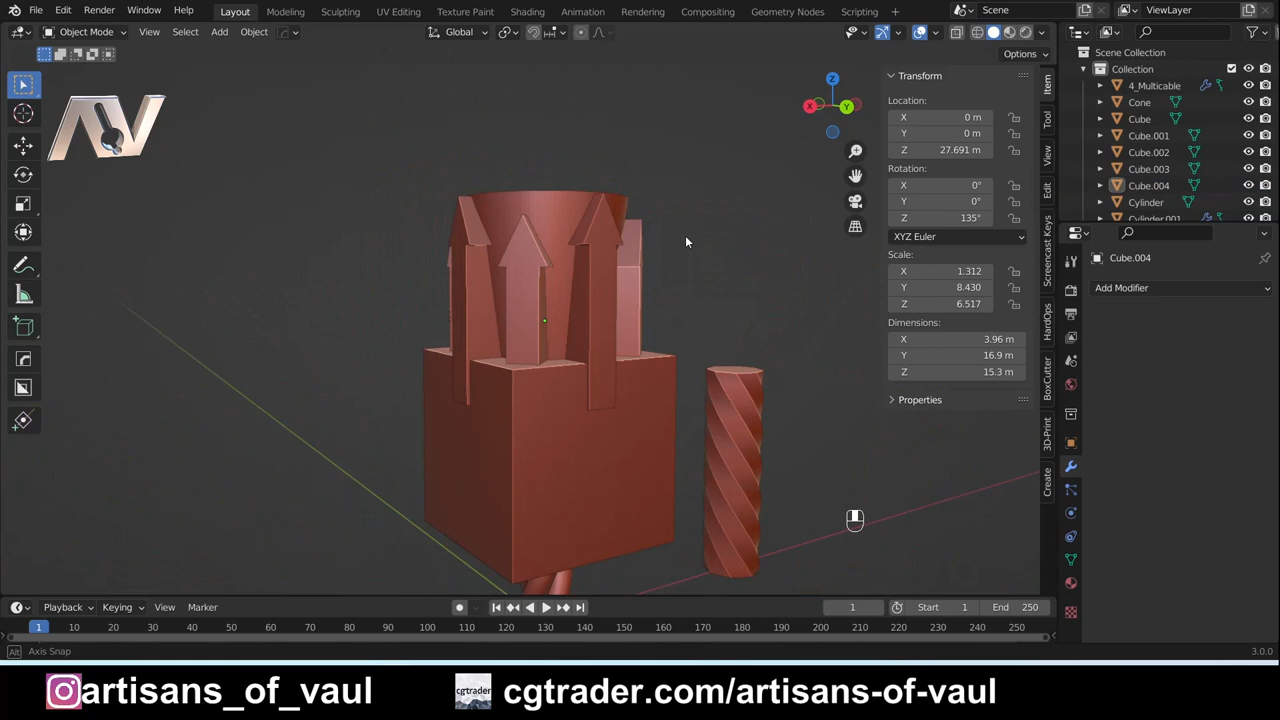 File Edit Render Window Help Layout Modeling Sculpting UV Editing Texture Paint Shading Animation Rendering Compositing Geometry Nodes Scripting + Scene ViewLayer
Object Mode View Select Add Object Global
Options
Scene Collection
Collection
4_Multicable
Cone
Cube
Cube.001
Cube.002
Cube.003
Cube.004
Cylinder
Cylinder.001
AV
X Y Z
Transform
Location:
X 0 m
Y 0 m
Z 27.691 m
Rotation:
X 0°
Y 0°
Z 135°
XYZ Euler
Scale:
X 1.312
Y 8.430
Z 6.517
Dimensions:
X 3.96 m
Y 16.9 m
Z 15.3 m
Properties
Item
Tool
View
Edit
Screencast Keys
HardOps
BoxCutter
3D-Print
Create
Cube.004
Add Modifier
Playback Keying View Marker 1 Start 1 End 250
1 10 20 30 40 50 60 70 80 90 100 110 120 130 140 150 160 170 180 190 200 210 220 230 240 250
Alt Axis Snap 3.0.0
artisans_of_vaul cgtrader cgtrader.com/artisans-of-vaul